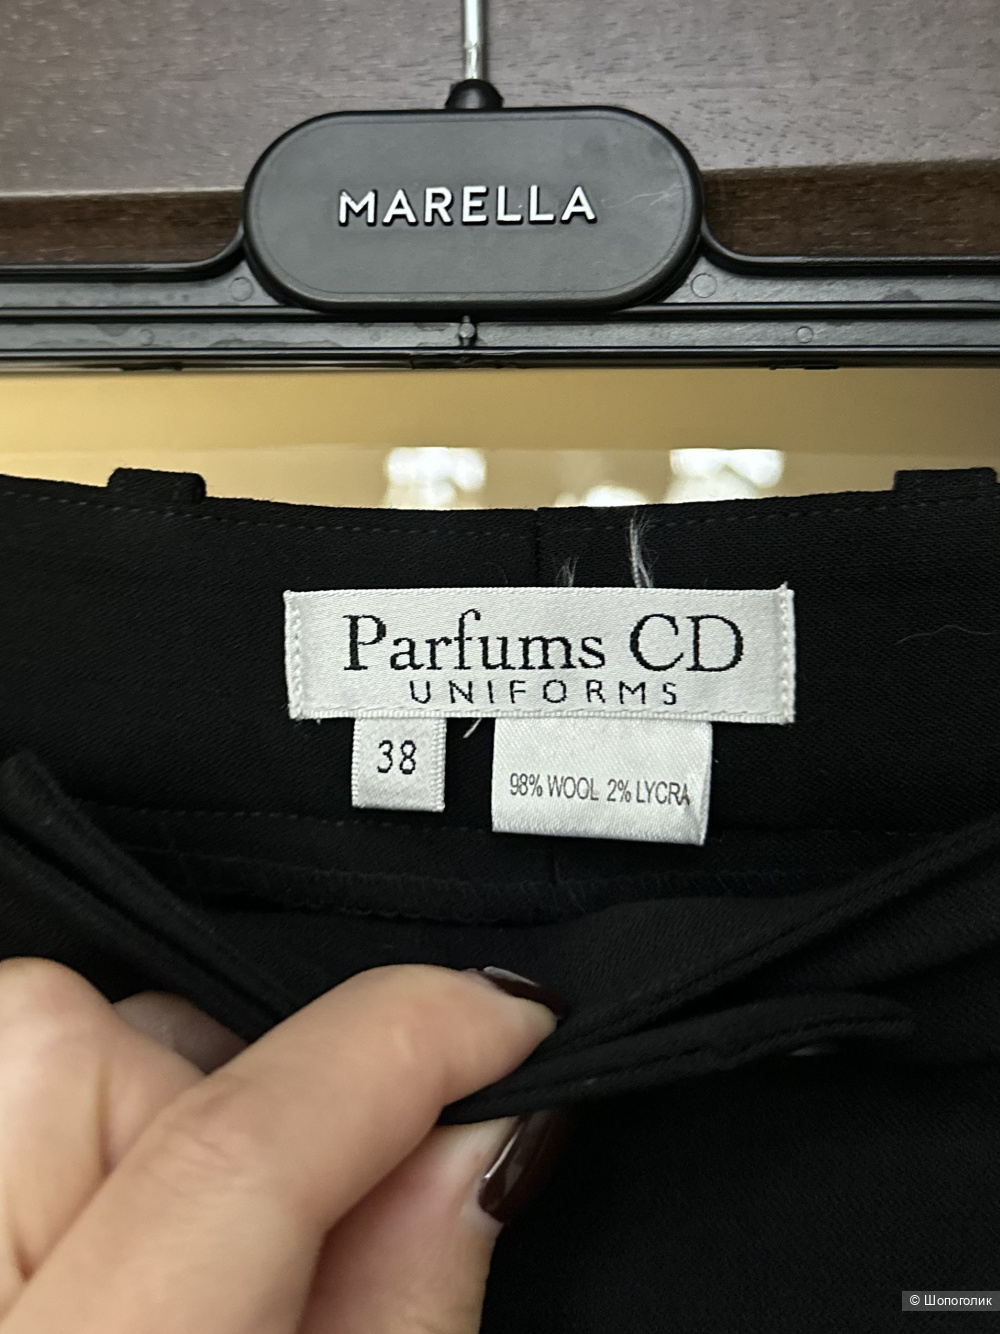 MARELLA
Parfums CD
UNIFORMS
38
98% WOOL 2% LYCRA
© Шопоголик